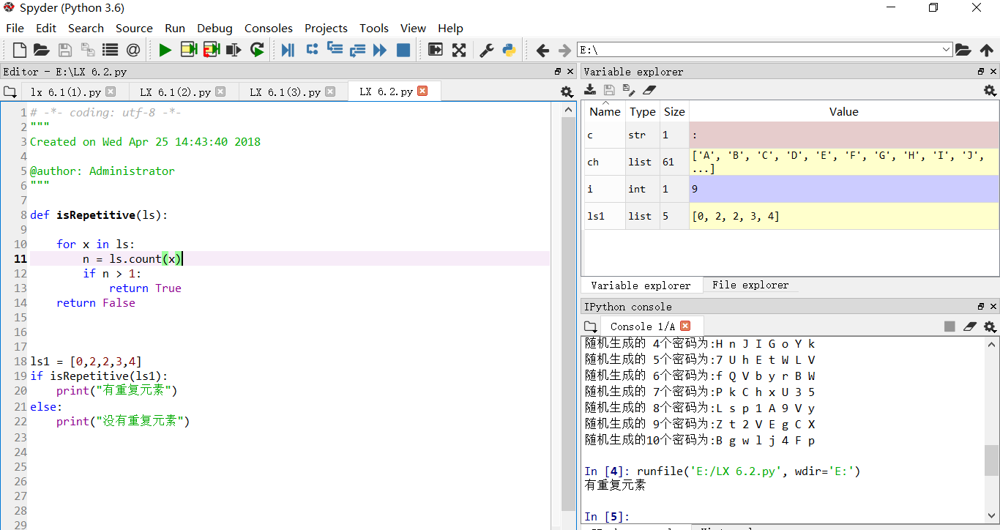 Spyder (Python 3.6)
File Edit Search Source Run Debug Consoles Projects Tools View Help
E:\
Editor - E:\LX 6.2.py
lx 6.1(1).py LX 6.1(2).py LX 6.1(3).py LX 6.2.py
1 # -*- coding: utf-8 -*-
2 """
3 Created on Wed Apr 25 14:43:40 2018
4
5 @author: Administrator
6 """
7
8 def isRepetitive(ls):
9
10     for x in ls:
11         n = ls.count(x)
12         if n > 1:
13             return True
14     return False
15
16
17
18 ls1 = [0,2,2,3,4]
19 if isRepetitive(ls1):
20     print("有重复元素")
21 else:
22     print("没有重复元素")
23
24
25
26
27
28
29
Variable explorer
Name Type Size Value
c str 1 :
ch list 61 ['A', 'B', 'C', 'D', 'E', 'F', 'G', 'H', 'I', 'J',
...]
i int 1 9
ls1 list 5 [0, 2, 2, 3, 4]
Variable explorer File explorer
IPython console
Console 1/A
随机生成的 4个密码为:H n J I G o Y k
随机生成的 5个密码为:7 U h E t W L V
随机生成的 6个密码为:f Q V b y r B W
随机生成的 7个密码为:P k C h x U 3 5
随机生成的 8个密码为:L s p 1 A 9 V y
随机生成的 9个密码为:Z t 2 V E g C X
随机生成的10个密码为:B g w l j 4 F p
In [4]: runfile('E:/LX 6.2.py', wdir='E:')
有重复元素
In [5]: